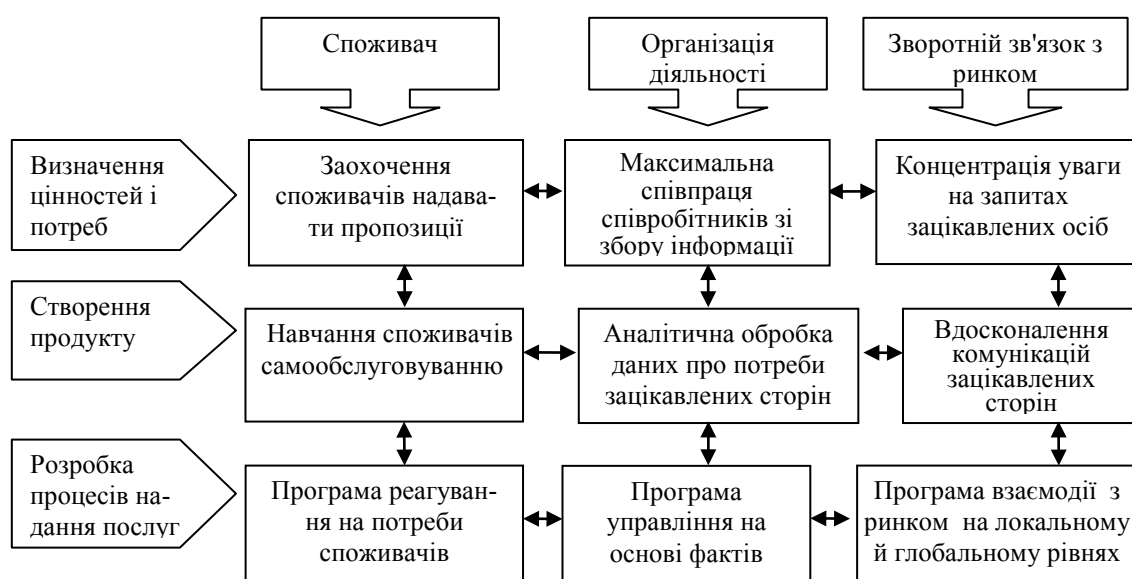 Споживач
Організація
діяльності
Зворотній зв'язок з
ринком
Визначення
цінностей і
потреб
Заохочення
споживачів надава-
ти пропозиції
Максимальна
співпраця
співробітників зі
збору інформації
Концентрація уваги
на запитах
зацікавлених осіб
Створення
продукту
Навчання споживачів
самообслуговуванню
Аналітична обробка
даних про потреби
зацікавлених сторін
Вдосконалення
комунікацій
зацікавлених
сторін
Розробка
процесів на-
дання послуг
Програма реагуван-
ня на потреби
споживачів
Програма
управління на
основі фактів
Програма взаємодії з
ринком на локальному
й глобальному рівнях